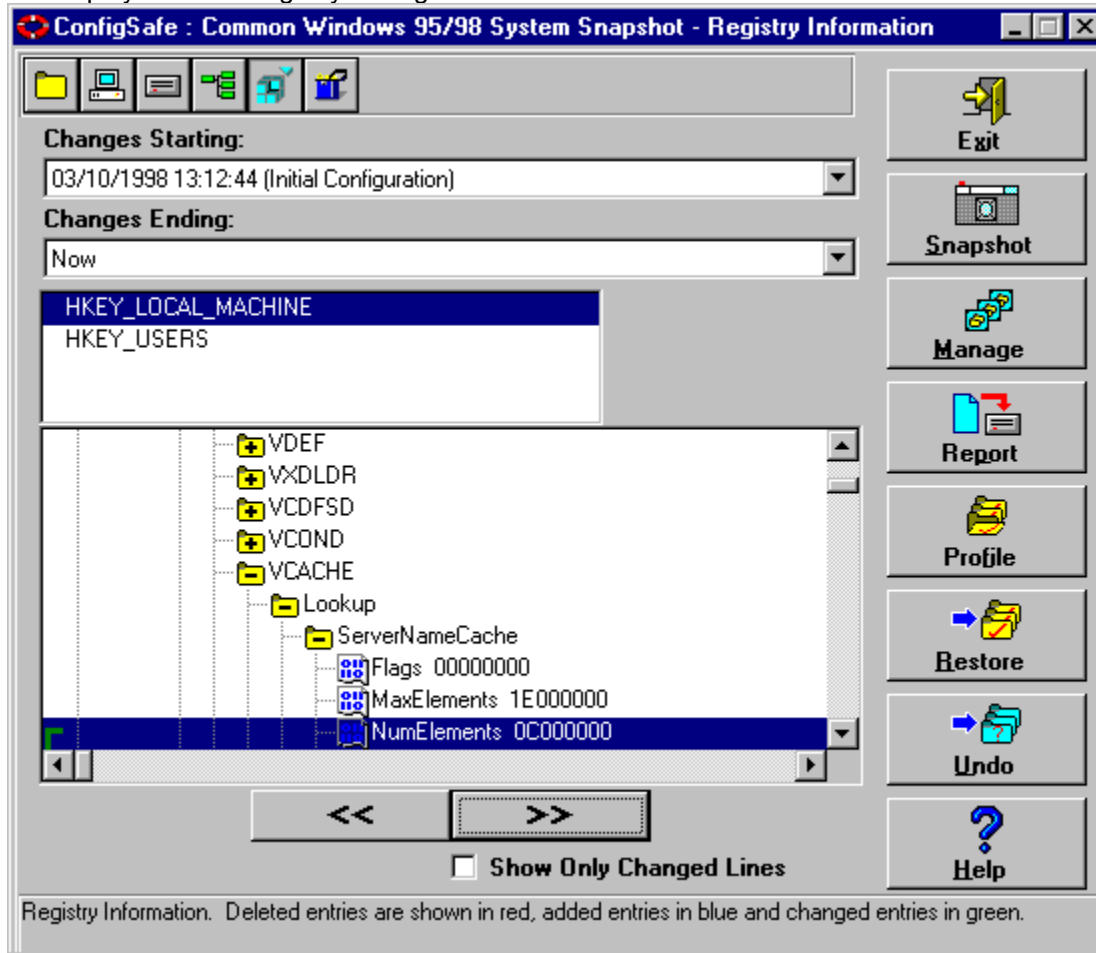 ConfigSafe : Common Windows 95/98 System Snapshot - Registry Information
Changes Starting:
03/10/1998 13:12:44 (Initial Configuration)
Changes Ending:
Now
HKEY_LOCAL_MACHINE
HKEY_USERS
VDEF
VXDLDR
VCDFSD
VCOND
VCACHE
Lookup
ServerNameCache
Flags 00000000
MaxElements 1E000000
NumElements 0C000000
<< >>
Show Only Changed Lines
Exit
Snapshot
Manage
Report
Profile
Restore
Undo
Help
Registry Information. Deleted entries are shown in red, added entries in blue and changed entries in green.